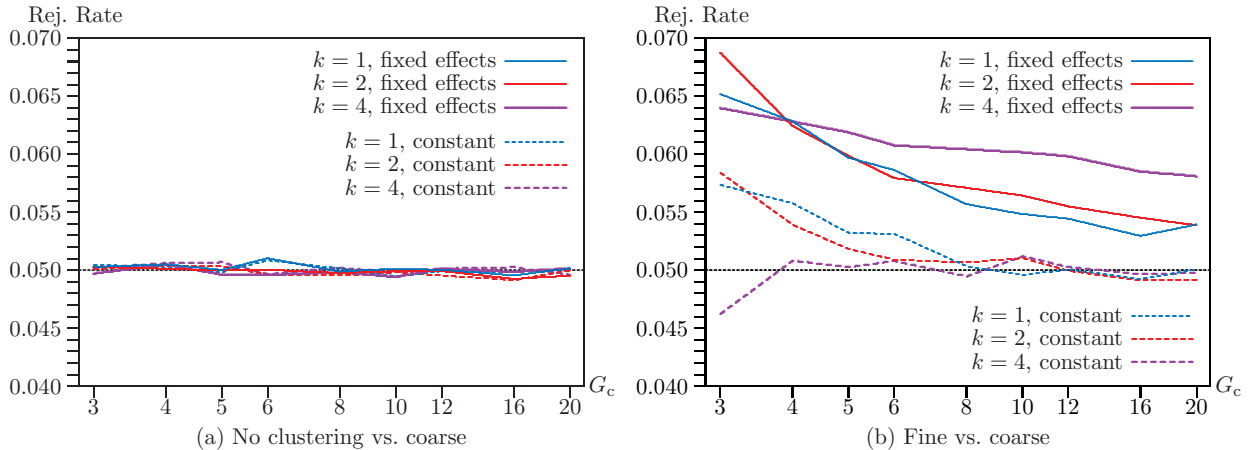 Rej. Rate
0.070
0.065
0.060
0.055
0.050
0.045
0.040
k = 1, fixed effects
k = 2, fixed effects
k = 4, fixed effects
k = 1, constant
k = 2, constant
k = 4, constant
3 4 5 6 8 10 12 16 20
G_c
(a) No clustering vs. coarse
Rej. Rate
0.070
0.065
0.060
0.055
0.050
0.045
0.040
k = 1, fixed effects
k = 2, fixed effects
k = 4, fixed effects
k = 1, constant
k = 2, constant
k = 4, constant
3 4 5 6 8 10 12 16 20
G_c
(b) Fine vs. coarse